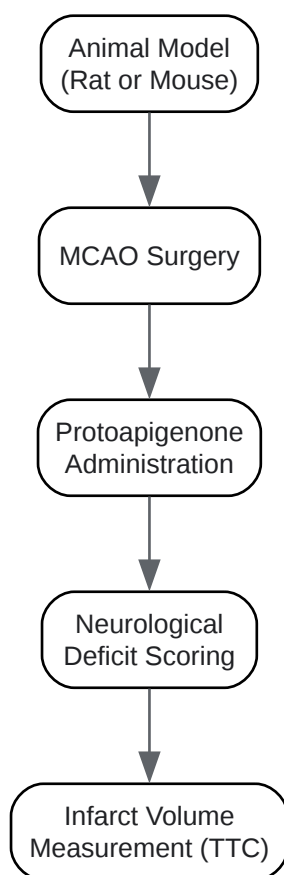 Animal Model
(Rat or Mouse)
MCAO Surgery
Protoapigenone
Administration
Neurological
Deficit Scoring
Infarct Volume
Measurement (TTC)